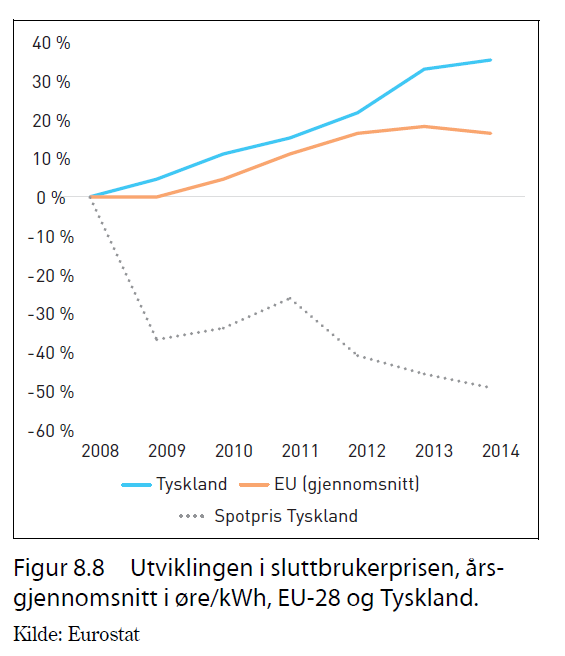 40 %
30 %
20 %
10 %
0 %
-10 %
-20 %
-30 %
-40 %
-50 %
-60 %
2008 2009 2010 2011 2012 2013 2014
Tyskland EU (gjennomsnitt)
Spotpris Tyskland
Figur 8.8 Utviklingen i sluttbrukerprisen, års-
gjennomsnitt i øre/kWh, EU-28 og Tyskland.
Kilde: Eurostat